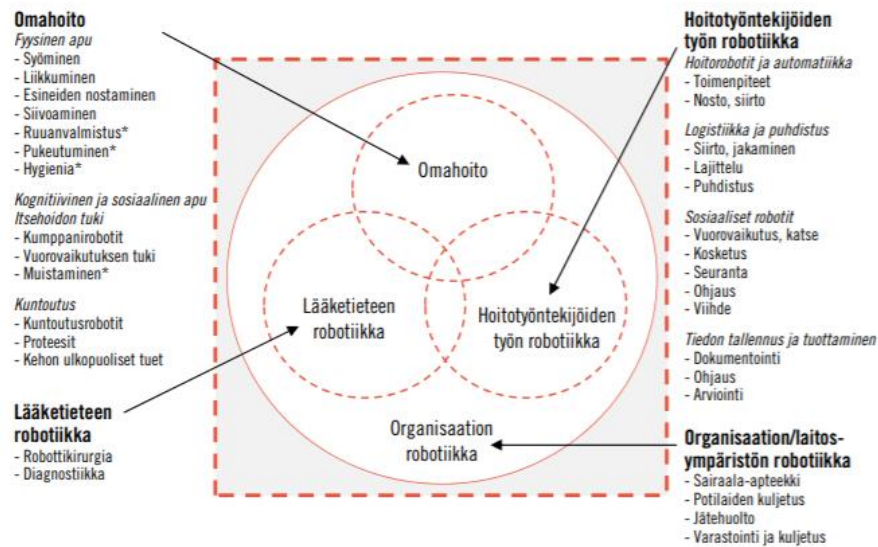 Omahoito
Fyysinen apu
- Syöminen
- Liikkuminen
- Esineiden nostaminen
- Siivoaminen
- Ruuanvalmistus*
- Pukeutuminen*
- Hygienia*
Kognitiivinen ja sosiaalinen apu
Itsehoidon tuki
- Kumppanirobotit
- Vuorovaikutuksen tuki
- Muistaminen*
Kuntoutus
- Kuntoutusrobotit
- Proteesit
- Kehon ulkopuoliset tuet
Lääketieteen
robotiikka
- Robottikirurgia
- Diagnostiikka
Omahoito
Lääketieteen
robotiikka
Hoitotyöntekijöiden
työn robotiikka
Organisaation
robotiikka
Hoitotyöntekijöiden
työn robotiikka
Hoitorobotit ja automatiikka
- Toimenpiteet
- Nosto, siirto
Logistiikka ja puhdistus
- Siirto, jakaminen
- Lajittelu
- Puhdistus
Sosiaaliset robotit
- Vuorovaikutus, katse
- Kosketus
- Seuranta
- Ohjaus
- Viihde
Tiedon tallennus ja tuottaminen
- Dokumentointi
- Ohjaus
- Arviointi
Organisaation/laitos-
ympäristön robotiikka
- Sairaala-apteekki
- Potilaiden kuljetus
- Jätehuolto
- Varastointi ja kuljetus